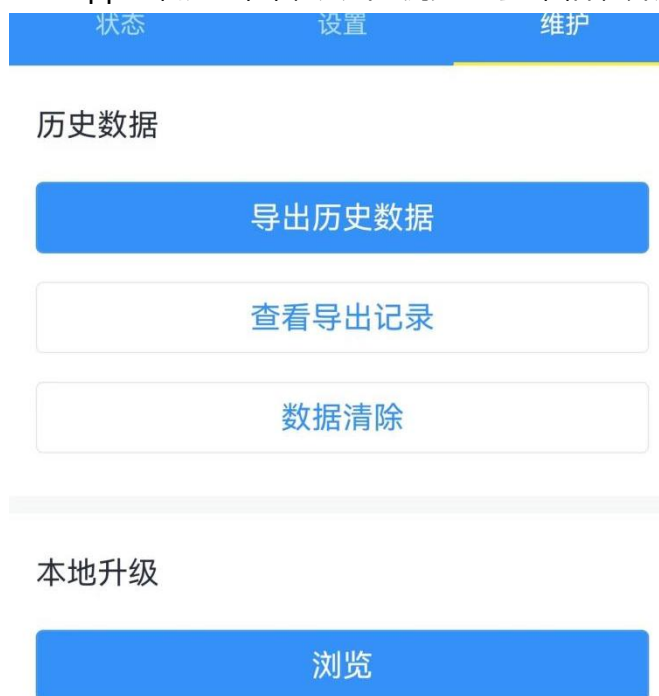 状态 设置 维护
历史数据
导出历史数据
查看导出记录
数据清除
本地升级
浏览